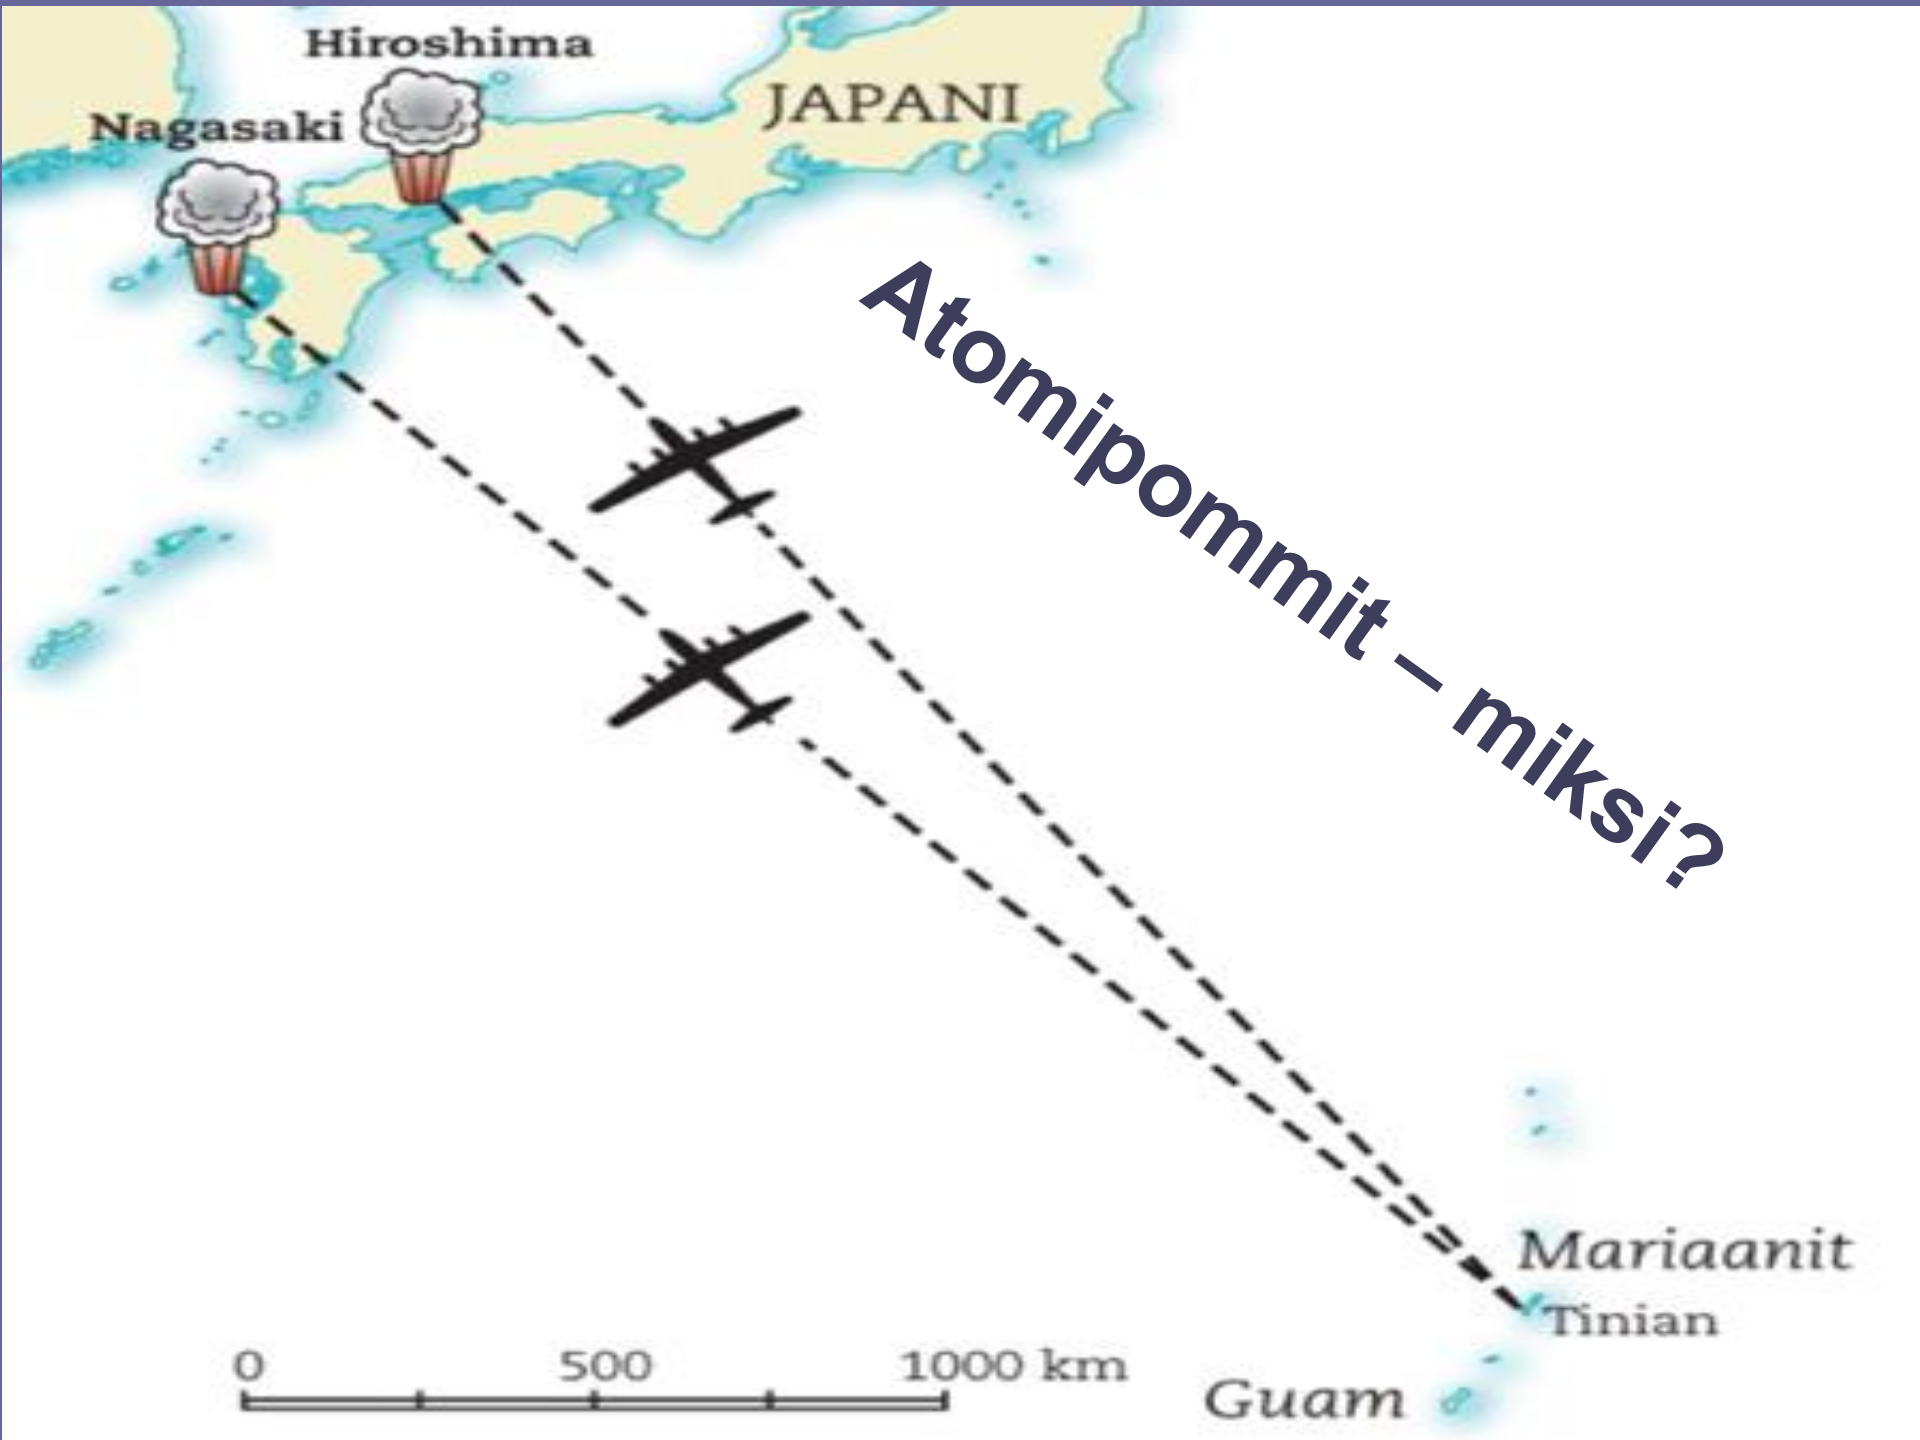 Hiroshima
JAPANI
Nagasaki
Atomipommit – miksi?
Mariaanit
Tinian
0 500 1000 km
Guam